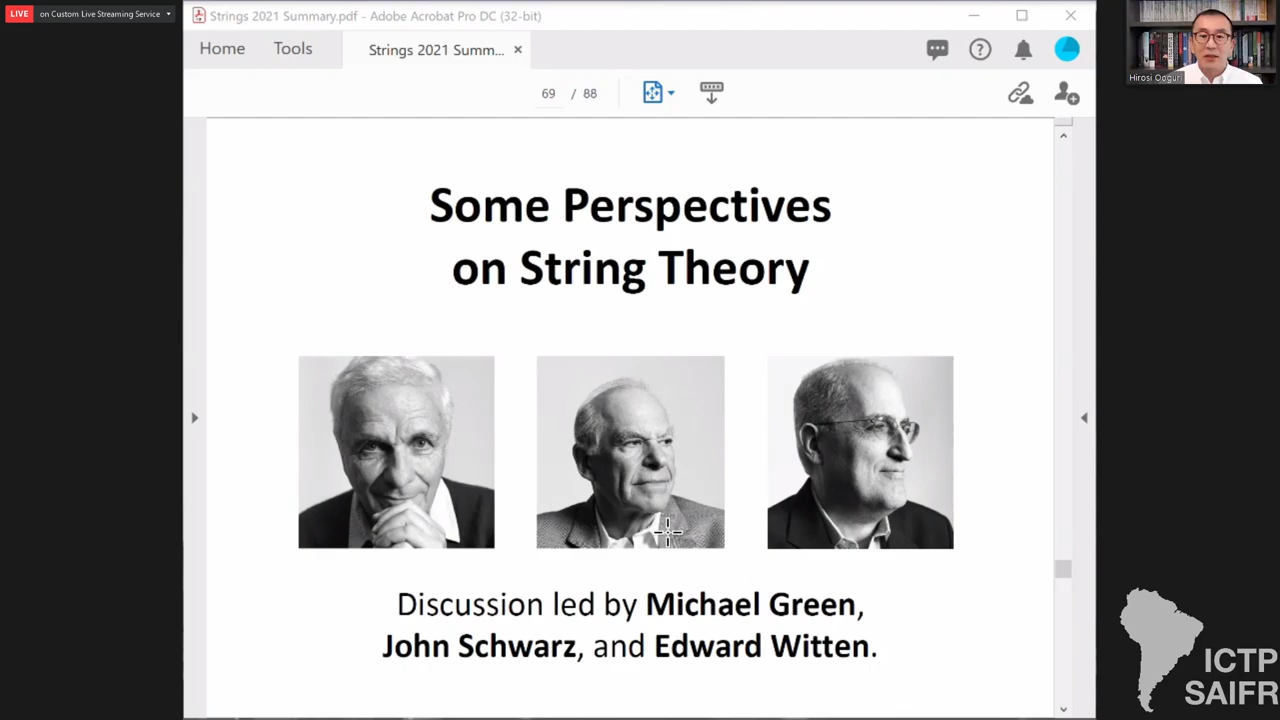 LIVE on Custom Live Streaming Service
Strings 2021 Summary.pdf - Adobe Acrobat Pro DC (32-bit)
Home Tools Strings 2021 Summ... ×
69 / 88
Hirosi Ooguri
Some Perspectives
on String Theory
Discussion led by Michael Green,
John Schwarz, and Edward Witten.
ICTP
SAIFR